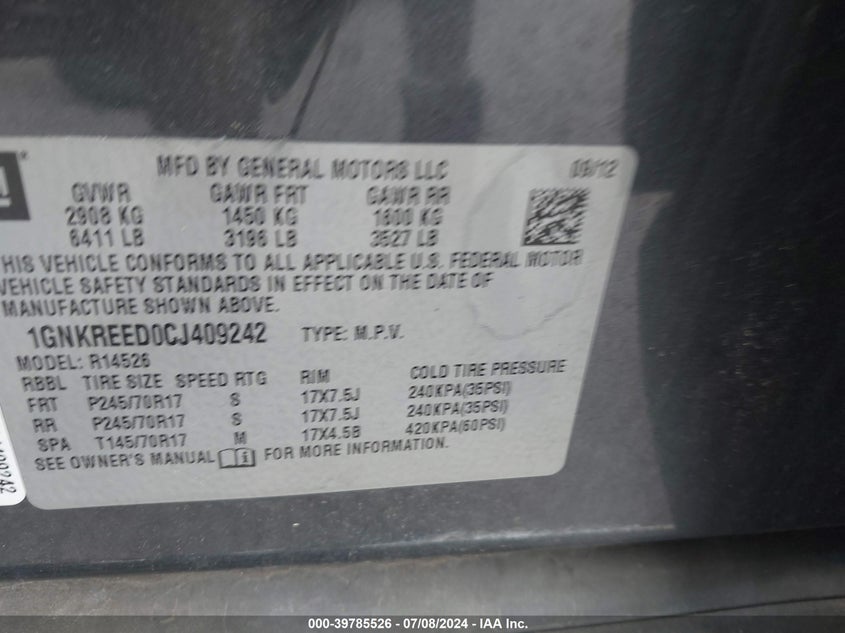 MFD BY GENERAL MOTORS LLC
GVWR GAWR FRT GAWR RR
2908 KG 1450 KG 1600 KG
6411 LB 3196 LB 3527 LB
HIS VEHICLE CONFORMS TO ALL APPLICABLE U.S. FEDERAL MOTOR
VEHICLE SAFETY STANDARDS IN EFFECT ON THE DATE OF
MANUFACTURE SHOWN ABOVE.
1GNKREED0CJ409242 TYPE: M.P.V.
MODEL: R14526
RBBL TIRE SIZE SPEED RTG RIM COLD TIRE PRESSURE
FRT P245/70R17 S 17X7.5J 240KPA(35PSI)
RR P245/70R17 S 17X7.5J 240KPA(35PSI)
SPA T145/70R17 M 17X4.5B 420KPA(60PSI)
SEE OWNER'S MANUAL FOR MORE INFORMATION.
000-39785526 - 07/08/2024 - IAA Inc.